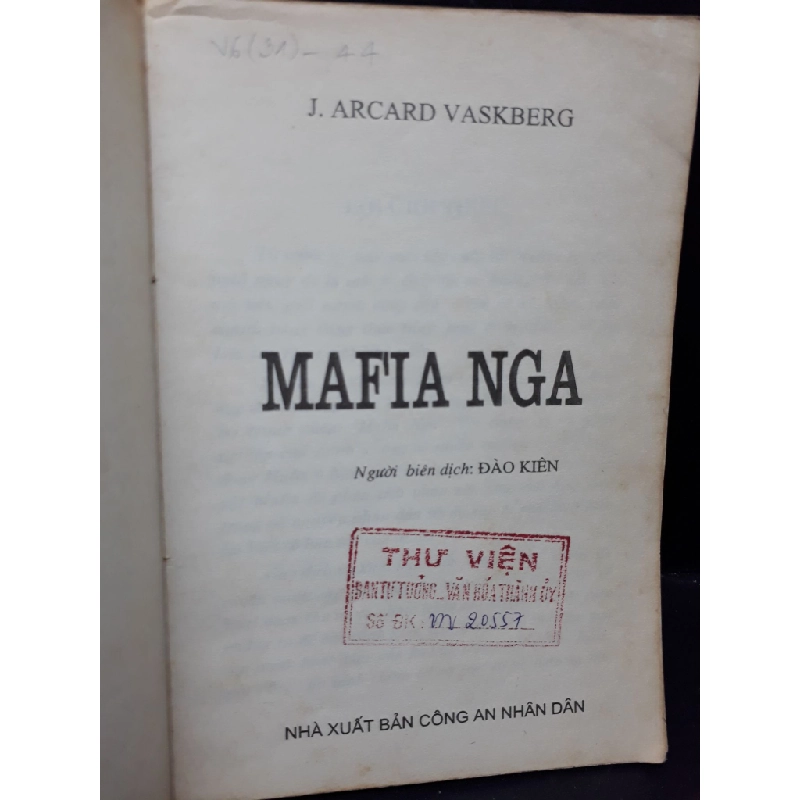 V6(31)-44
J. ARCARD VASKBERG
MAFIA NGA
Người biên dịch: ĐÀO KIÊN
THƯ VIỆN
BAN TƯ TƯỞNG _ VĂN HÓA THÀNH ỦY
Số ĐK: VN 20557
NHÀ XUẤT BẢN CÔNG AN NHÂN DÂN